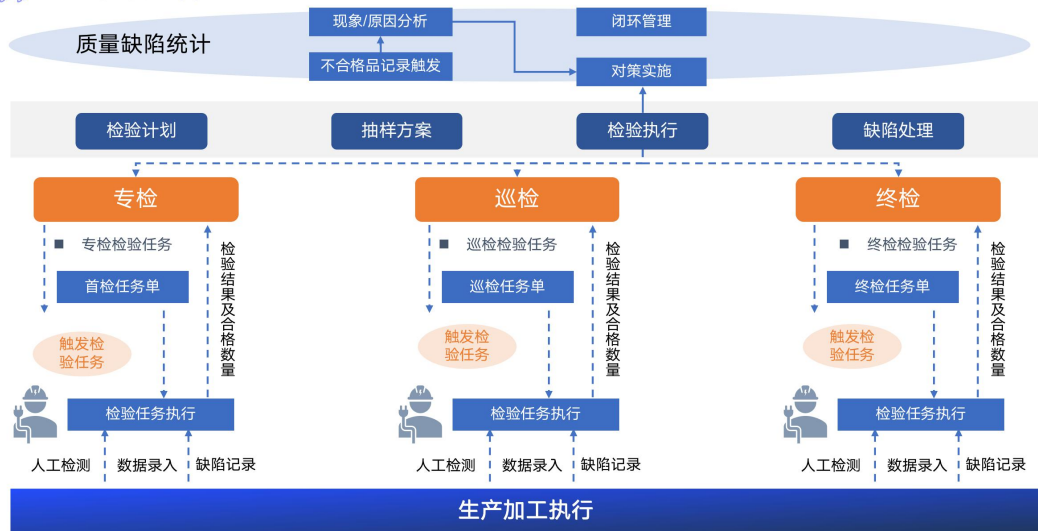 现象/原因分析
闭环管理
质量缺陷统计
不合格品记录触发
对策实施
检验计划
抽样方案
检验执行
缺陷处理
专检
巡检
终检
■ 专检检验任务
首检任务单
检验结果及合格数量
触发检
验任务
检验任务执行
人工检测
数据录入
缺陷记录
■ 巡检检验任务
巡检任务单
检验结果及合格数量
触发检
验任务
检验任务执行
人工检测
数据录入
缺陷记录
■ 终检检验任务
终检任务单
检验结果及合格数量
触发检
验任务
检验任务执行
人工检测
数据录入
缺陷记录
生产加工执行